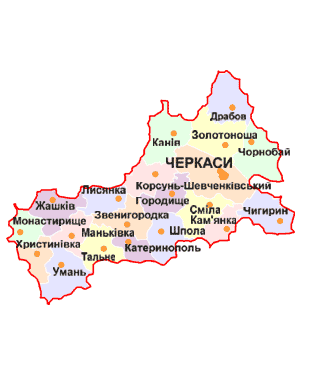 Драбов
Золотоноша
Канів
Чорнобай
ЧЕРКАСИ
Корсунь-Шевченківський
Лисянка
Городище
Жашків
Сміла
Чигирин
Звенигородка
Монастирище
Кам'янка
Маньківка
Шпола
Христинівка
Катеринополь
Тальне
Умань